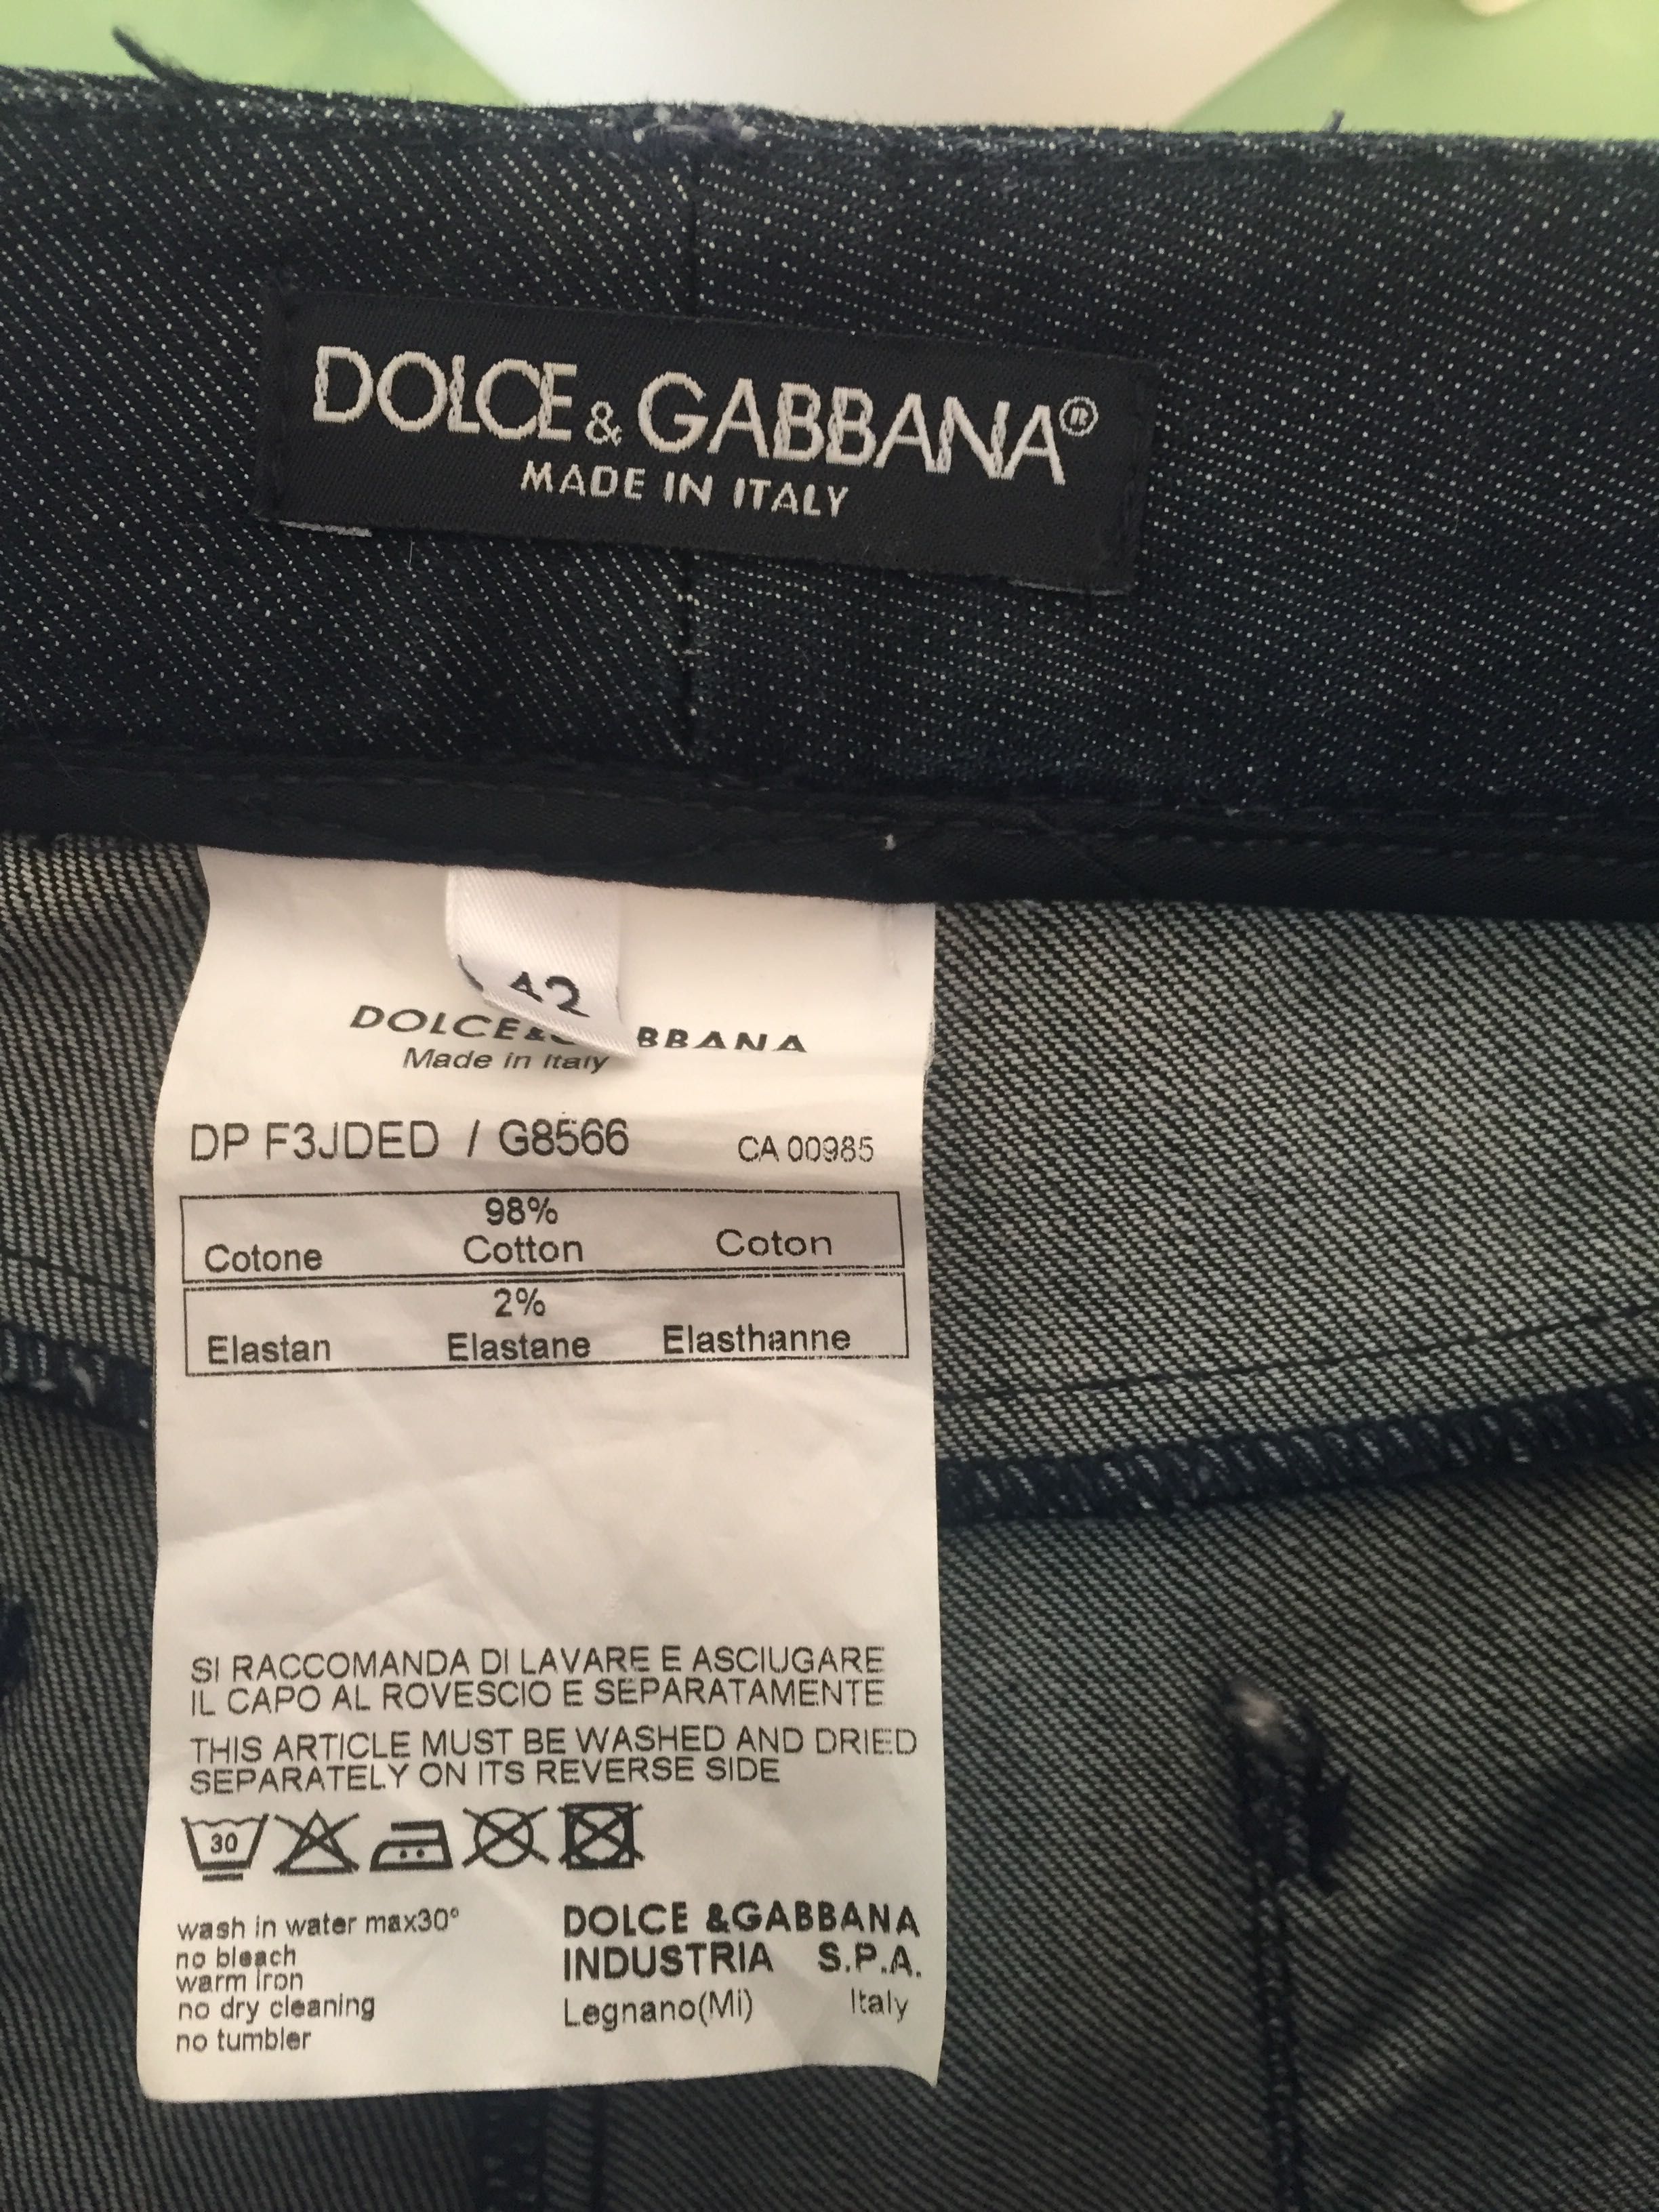 DOLCE & GABBANA®
MADE IN ITALY
42
DOLCE& BBANA
Made in Italy
DP F3JDED / G8566 CA 00985
98%
Cotone Cotton Coton
2%
Elastan Elastane Elasthanne
SI RACCOMANDA DI LAVARE E ASCIUGARE
IL CAPO AL ROVESCIO E SEPARATAMENTE
THIS ARTICLE MUST BE WASHED AND DRIED
SEPARATELY ON ITS REVERSE SIDE
30
wash in water max30°
no bleach
warm iron
no dry cleaning
no tumbler
DOLCE &GABBANA
INDUSTRIA S.P.A.
Legnano(Mi) Italy